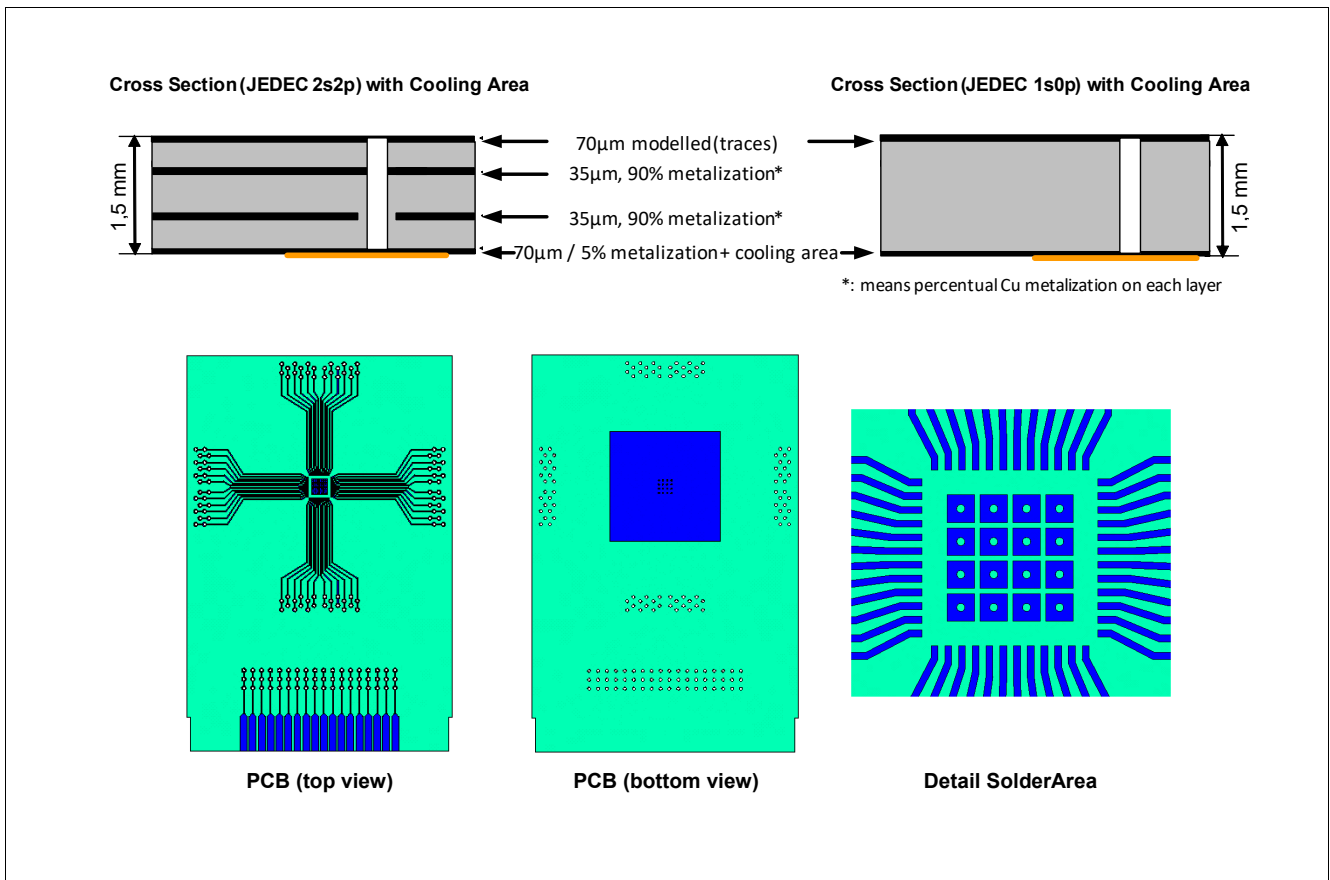 Cross Section (JEDEC 2s2p) with Cooling Area
Cross Section (JEDEC 1s0p) with Cooling Area
1,5 mm
70µm modelled (traces)
35µm, 90% metalization*
35µm, 90% metalization*
70µm / 5% metalization + cooling area
1,5 mm
*: means percentual Cu metalization on each layer
PCB (top view)
PCB (bottom view)
Detail SolderArea